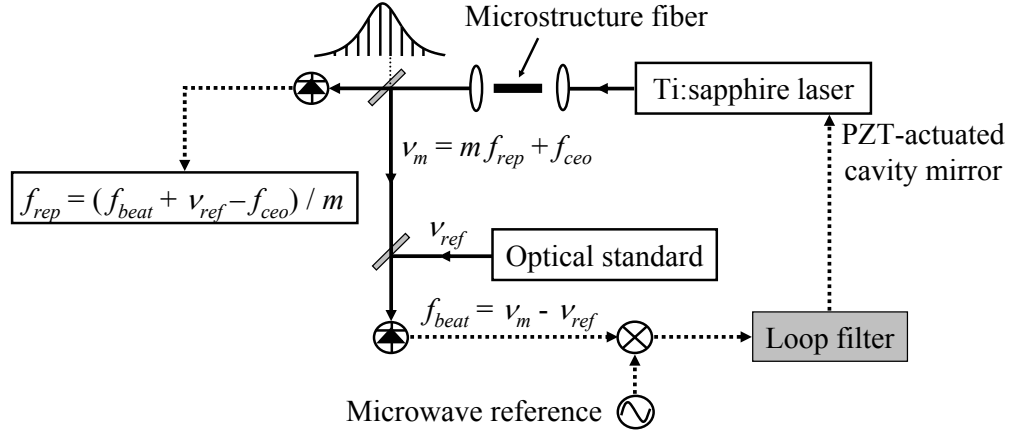 Microstructure fiber
Ti:sapphire laser
PZT-actuated
cavity mirror
ν_m = m f_rep + f_ceo
f_rep = (f_beat + ν_ref – f_ceo) / m
ν_ref
Optical standard
f_beat = ν_m - ν_ref
Loop filter
Microwave reference